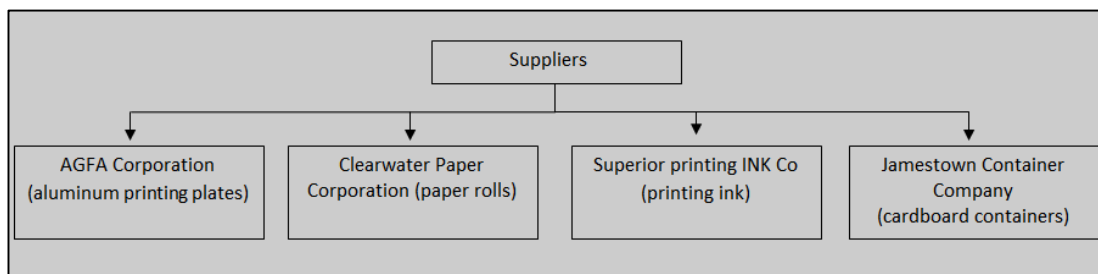 Suppliers
AGFA Corporation
(aluminum printing plates)
Clearwater Paper
Corporation (paper rolls)
Superior printing INK Co
(printing ink)
Jamestown Container
Company
(cardboard containers)